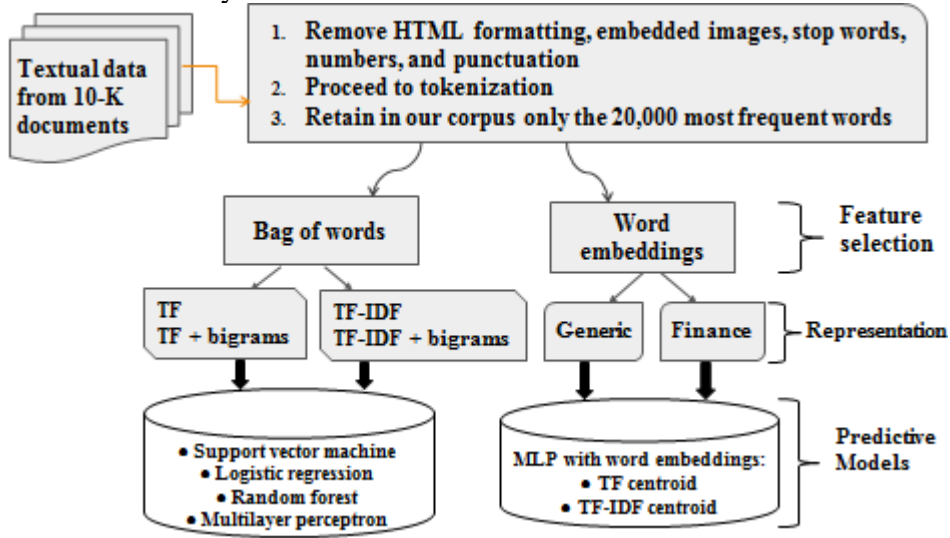 Textual data
from 10-K
documents
1. Remove HTML formatting, embedded images, stop words,
numbers, and punctuation
2. Proceed to tokenization
3. Retain in our corpus only the 20,000 most frequent words
Bag of words
Word
embeddings
Feature
selection
TF
TF + bigrams
TF-IDF
TF-IDF + bigrams
Generic
Finance
Representation
● Support vector machine
● Logistic regression
● Random forest
● Multilayer perceptron
MLP with word embeddings:
● TF centroid
● TF-IDF centroid
Predictive
Models